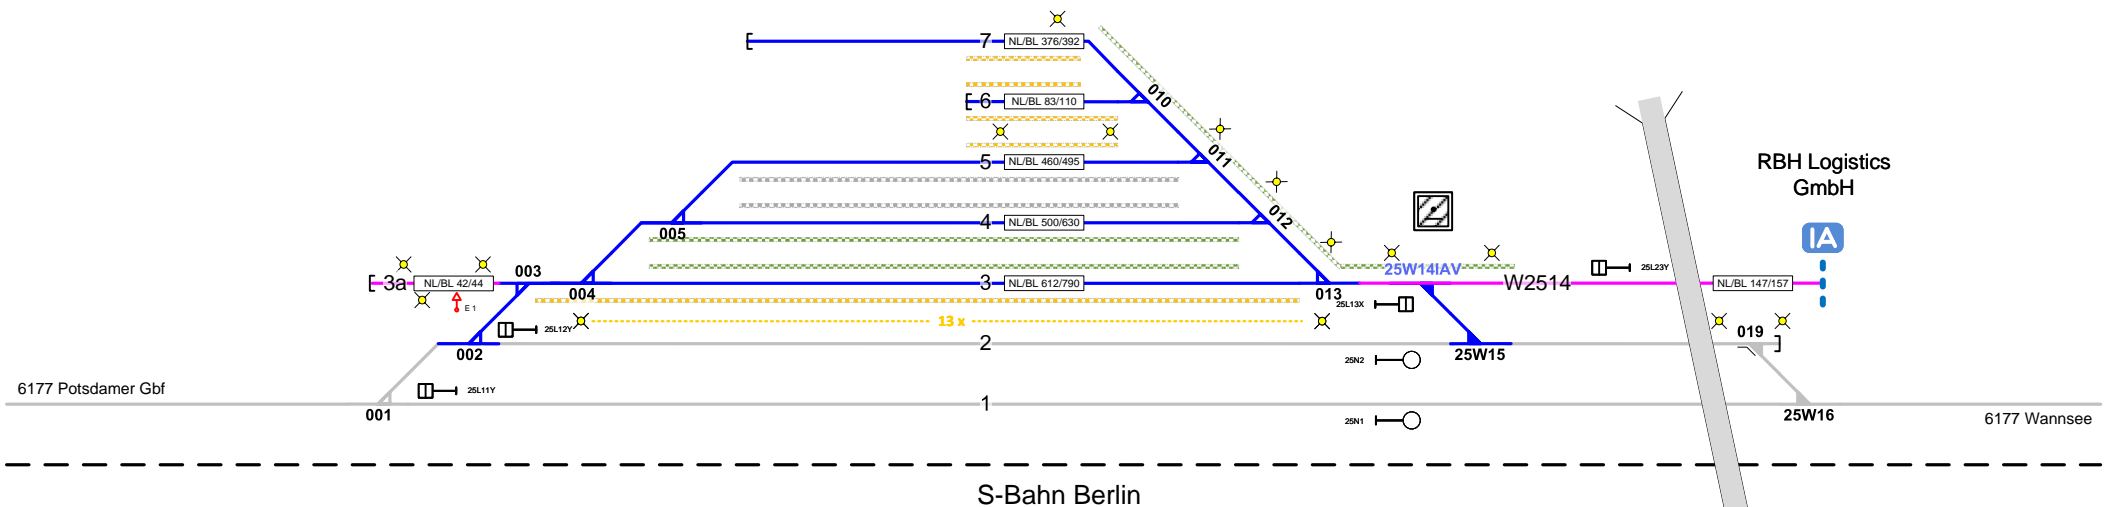 7 NL/BL 376/392
010
6 NL/BL 83/110
011
5 NL/BL 460/495
RBH Logistics
GmbH
012
4 NL/BL 500/630
005
IA
003
25W14IAV
25L23Y
3a NL/BL 42/44
004
3 NL/BL 612/790
013
W2514
NL/BL 147/157
E 1
25L13X
25L12Y
13 x
019
002
2
25W15
25N2
6177 Potsdamer Gbf
25L11Y
001
1
25N1
25W16
6177 Wannsee
S-Bahn Berlin